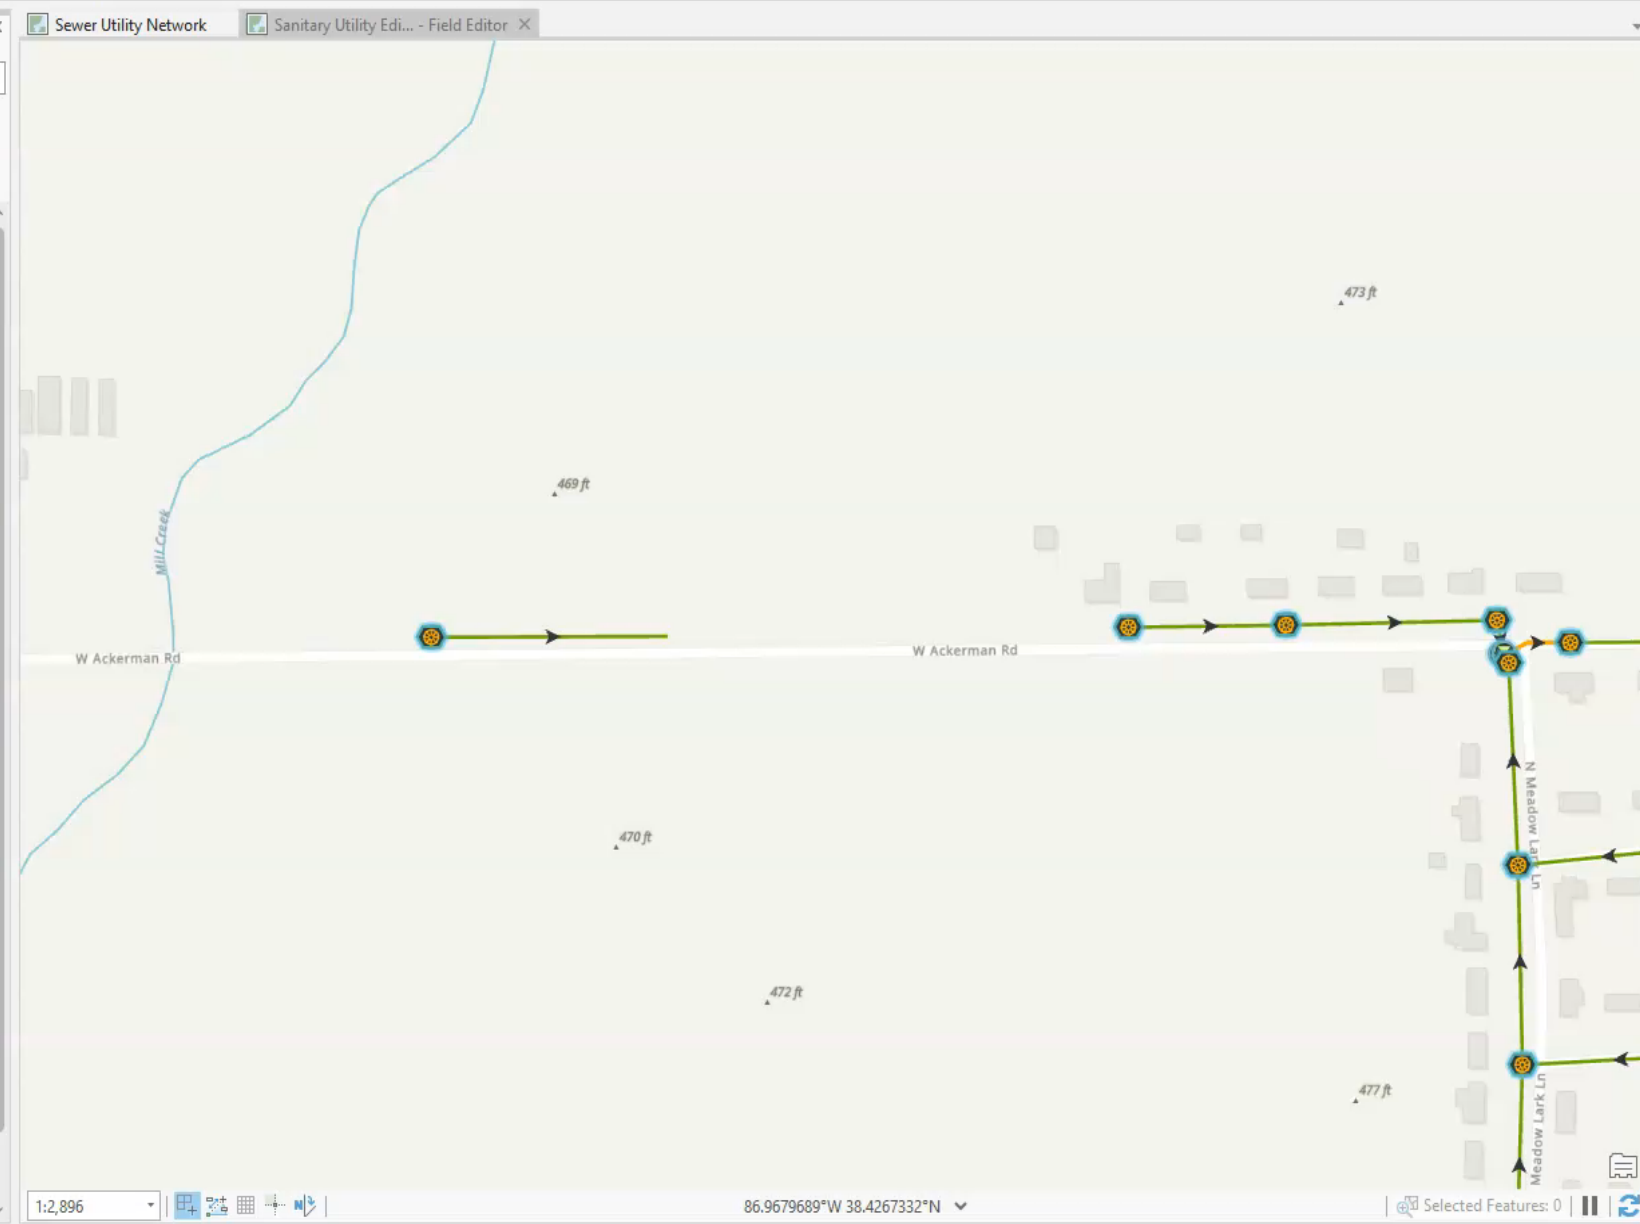 Sewer Utility Network
Sanitary Utility Edi... - Field Editor
473 ft
469 ft
Mill Creek
W Ackerman Rd
W Ackerman Rd
N Meadow Lark Ln
470 ft
472 ft
477 ft
Meadow Lark Ln
1:2,896
86.9679689°W 38.4267332°N
Selected Features: 0